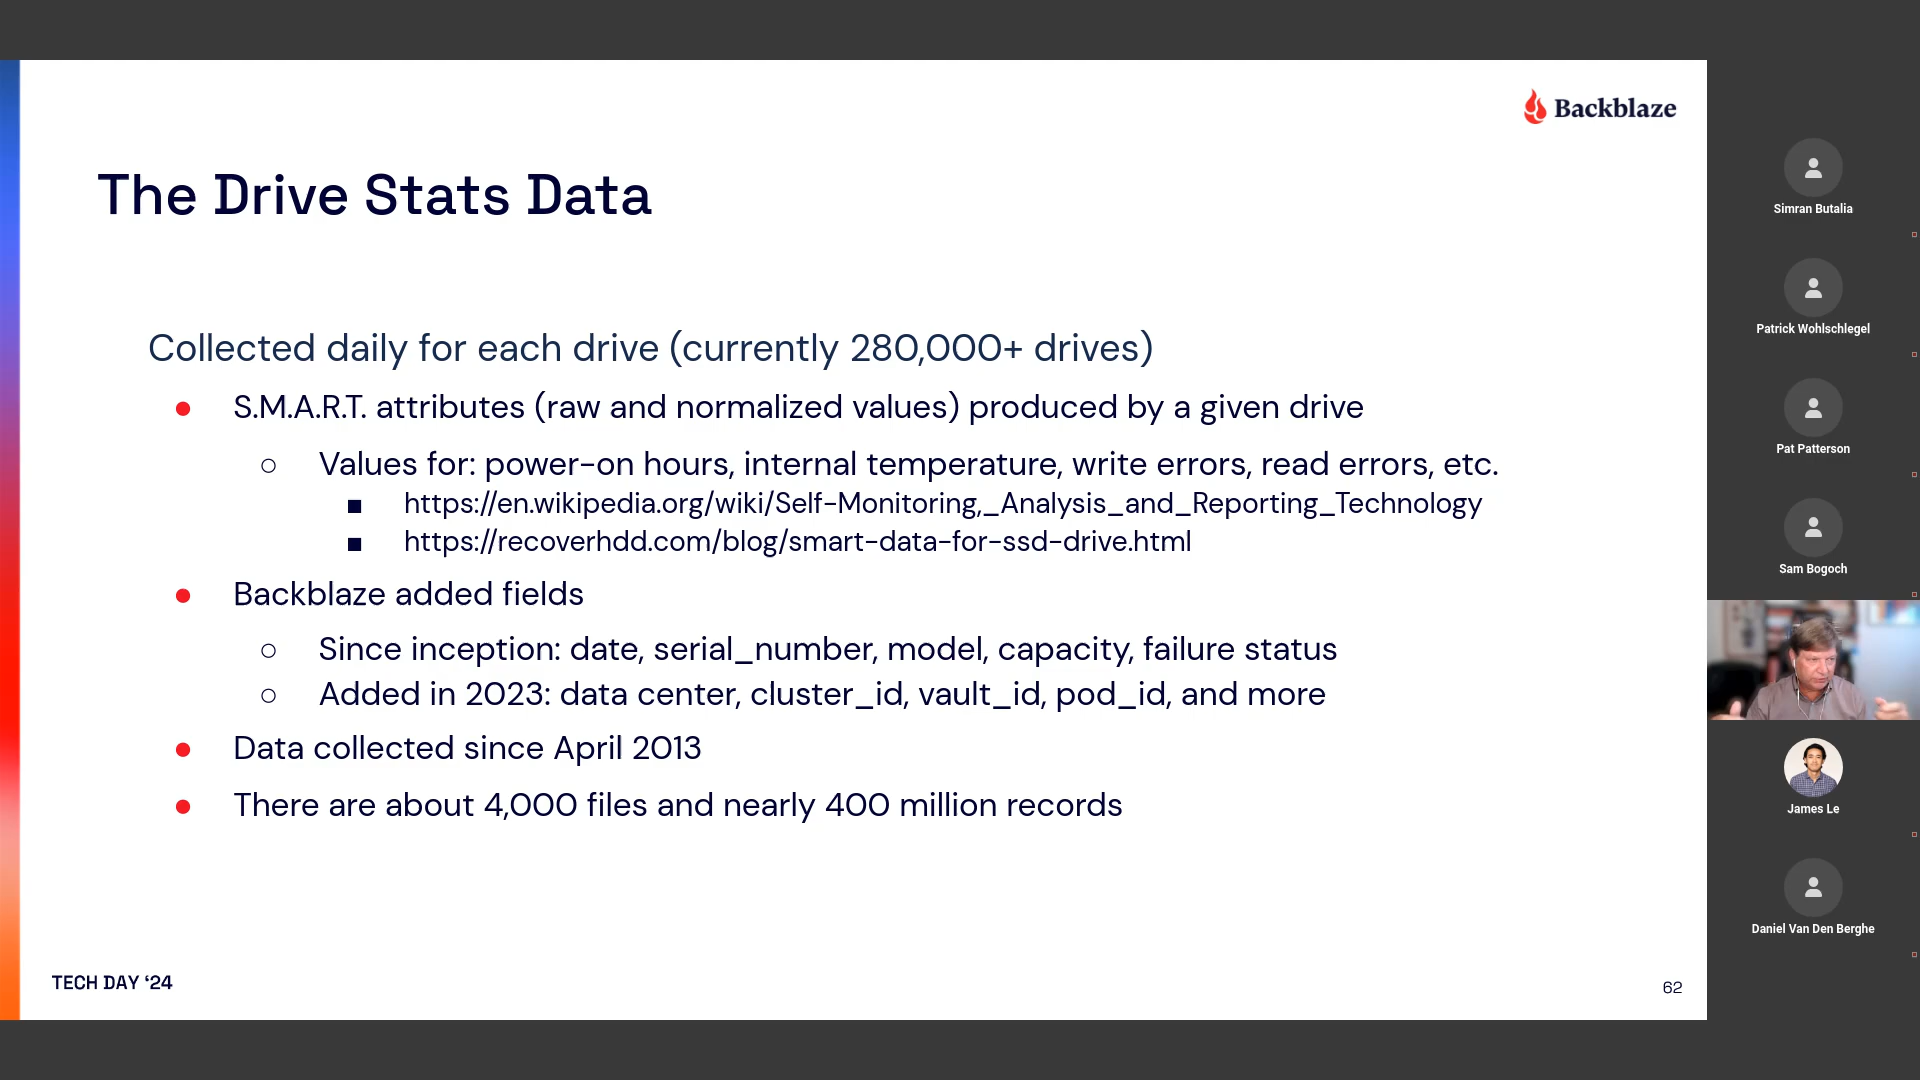 Backblaze
The Drive Stats Data
Collected daily for each drive (currently 280,000+ drives)
S.M.A.R.T. attributes (raw and normalized values) produced by a given drive
Values for: power-on hours, internal temperature, write errors, read errors, etc.
https://en.wikipedia.org/wiki/Self-Monitoring,_Analysis_and_Reporting_Technology
https://recoverhdd.com/blog/smart-data-for-ssd-drive.html
Backblaze added fields
Since inception: date, serial_number, model, capacity, failure status
Added in 2023: data center, cluster_id, vault_id, pod_id, and more
Data collected since April 2013
There are about 4,000 files and nearly 400 million records
TECH DAY ‘24
62
Simran Butalia
Patrick Wohlschlegel
Pat Patterson
Sam Bogoch
James Le
Daniel Van Den Berghe